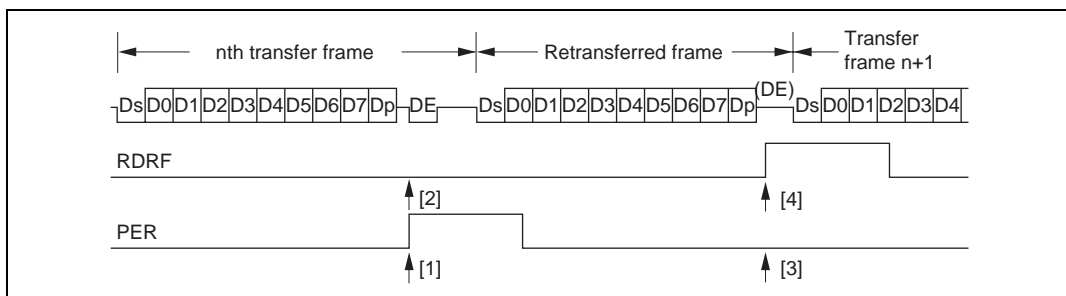 nth transfer frame Retransferred frame Transfer frame n+1
Ds D0 D1 D2 D3 D4 D5 D6 D7 Dp DE Ds D0 D1 D2 D3 D4 D5 D6 D7 Dp (DE) Ds D0 D1 D2 D3 D4
RDRF
[2] [4]
PER
[1] [3]